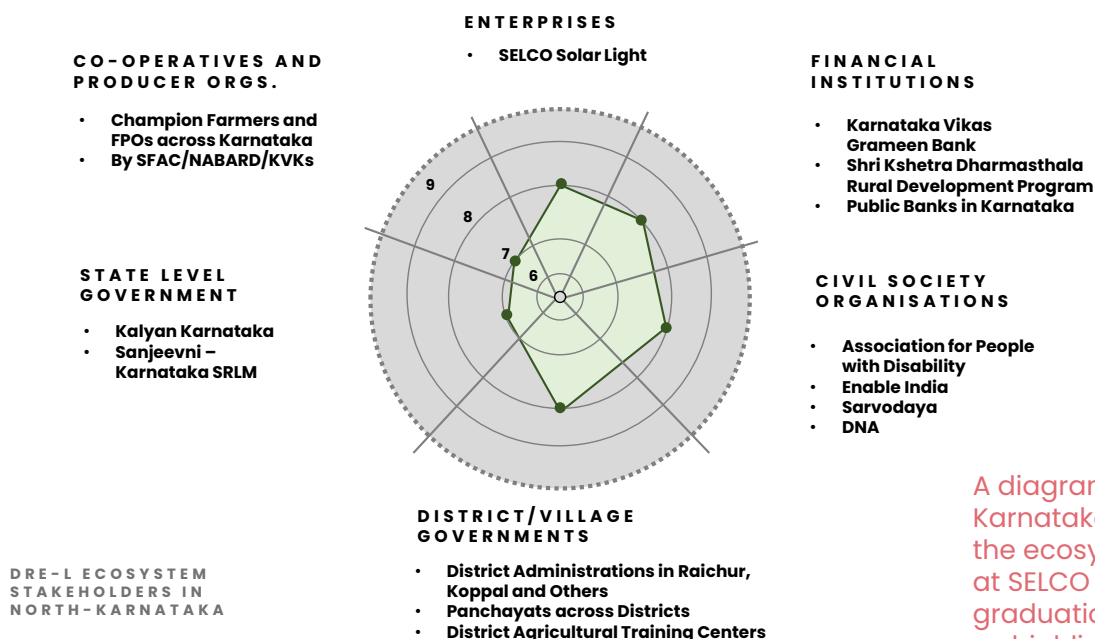 ENTERPRISES
• SELCO Solar Light
CO-OPERATIVES AND
PRODUCER ORGS.
• Champion Farmers and
FPOs across Karnataka
• By SFAC/NABARD/KVKs
FINANCIAL
INSTITUTIONS
• Karnataka Vikas
Grameen Bank
• Shri Kshetra Dharmasthala
Rural Development Program
• Public Banks in Karnataka
9
8
7
6
STATE LEVEL
GOVERNMENT
• Kalyan Karnataka
• Sanjeevni –
Karnataka SRLM
CIVIL SOCIETY
ORGANISATIONS
• Association for People
with Disability
• Enable India
• Sarvodaya
• DNA
DISTRICT/VILLAGE
GOVERNMENTS
• District Administrations in Raichur,
Koppal and Others
• Panchayats across Districts
• District Agricultural Training Centers
DRE-L ECOSYSTEM
STAKEHOLDERS IN
NORTH-KARNATAKA
A diagra
Karnatak
the ecosy
at SELCO
graduatio